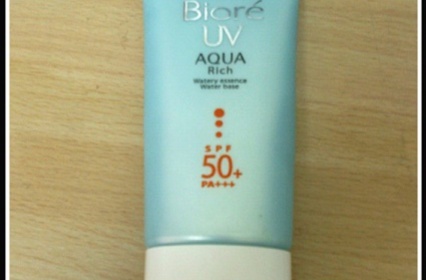 Bioré
UV
AQUA
Rich
Watery essence
Water base
SPF
50+
PA+++